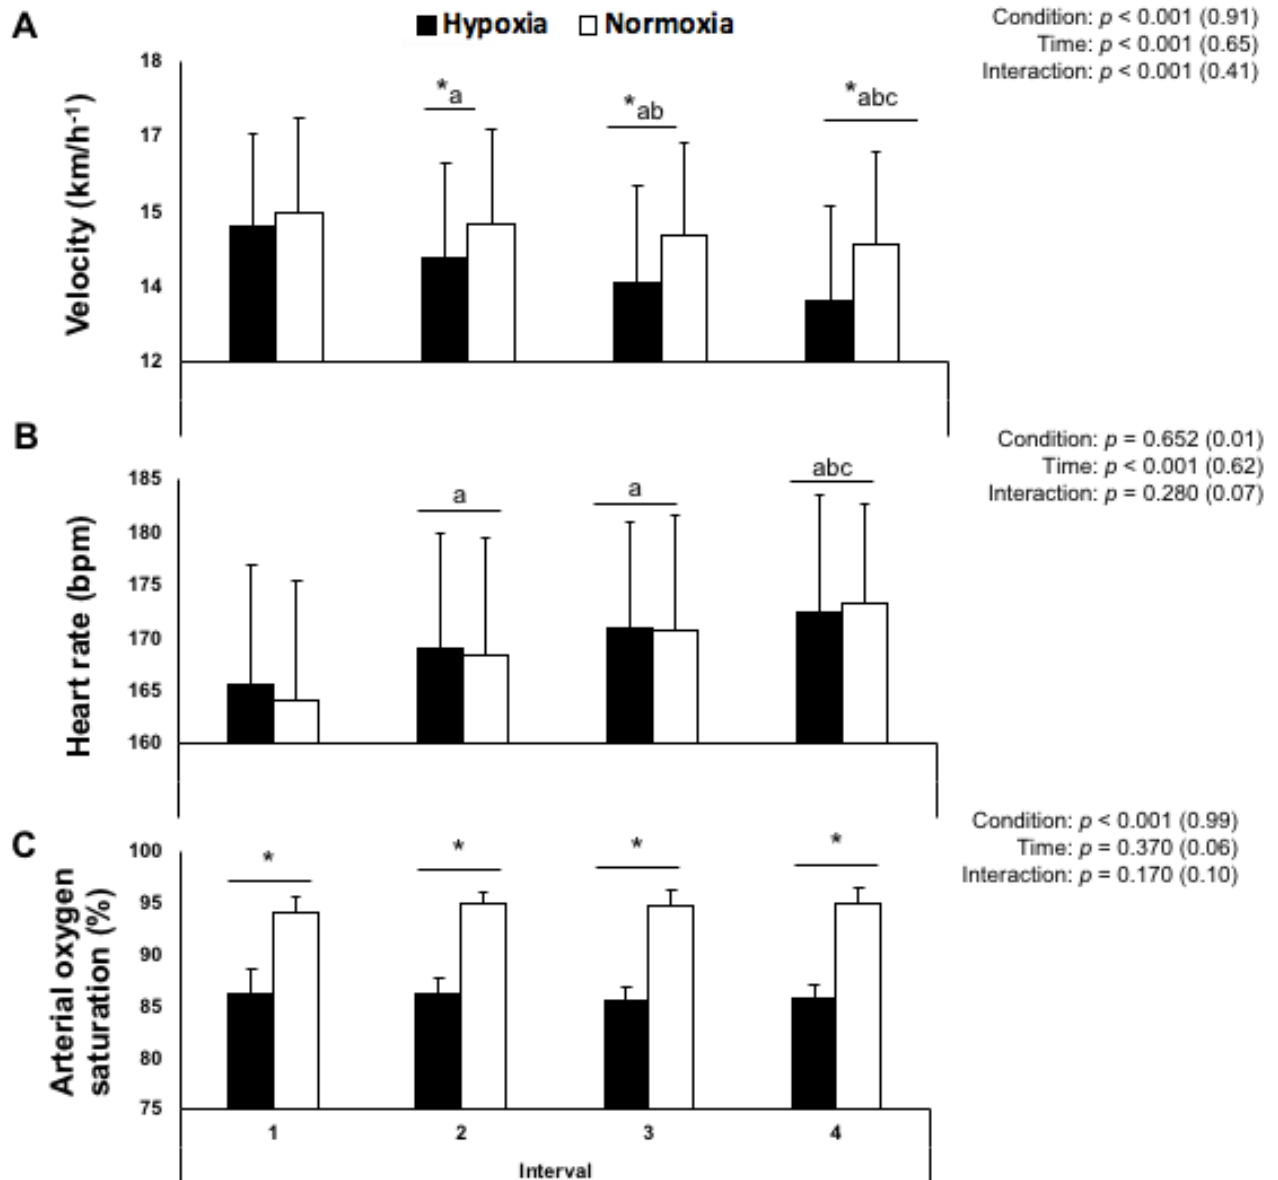 A
Hypoxia Normoxia
Condition: p < 0.001 (0.91)
Time: p < 0.001 (0.65)
Interaction: p < 0.001 (0.41)
Velocity (km/h⁻¹)
18
17
15
14
12
*a
*ab
*abc
B
Condition: p = 0.652 (0.01)
Time: p < 0.001 (0.62)
Interaction: p = 0.280 (0.07)
Heart rate (bpm)
185
180
175
170
165
160
a
a
abc
C
Condition: p < 0.001 (0.99)
Time: p = 0.370 (0.06)
Interaction: p = 0.170 (0.10)
Arterial oxygen
saturation (%)
100
95
90
85
80
75
*
*
*
*
1 2 3 4
Interval